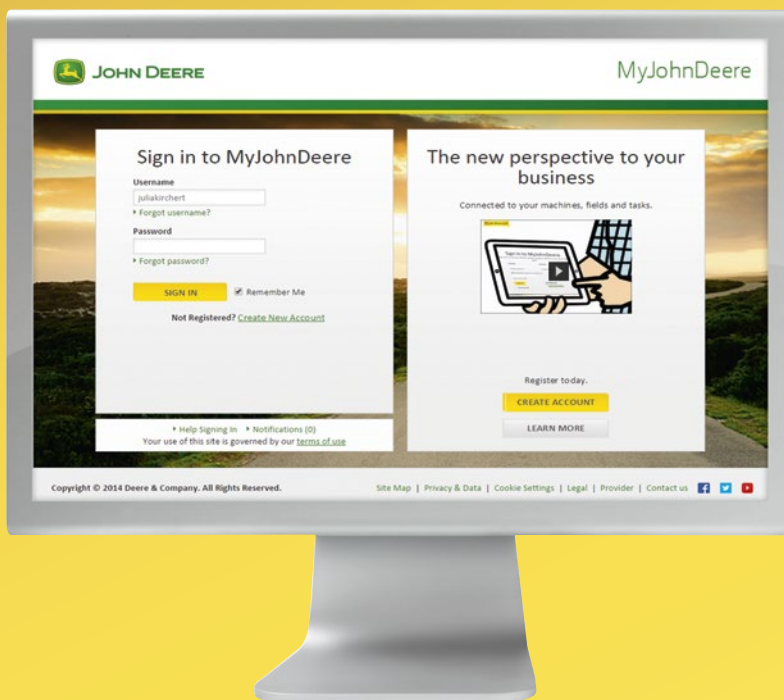 JOHN DEERE
MyJohnDeere
Sign in to MyJohnDeere
Username
juliakirchert
Forgot username?
Password
Forgot password?
SIGN IN
Remember Me
Not Registered? Create New Account
Help Signing In Notifications (0)
Your use of this site is governed by our terms of use
The new perspective to your
business
Connected to your machines, fields and tasks.
Sign in to MyJohnDeere
Register today.
CREATE ACCOUNT
LEARN MORE
Copyright © 2014 Deere & Company. All Rights Reserved.
Site Map | Privacy & Data | Cookie Settings | Legal | Provider | Contact us